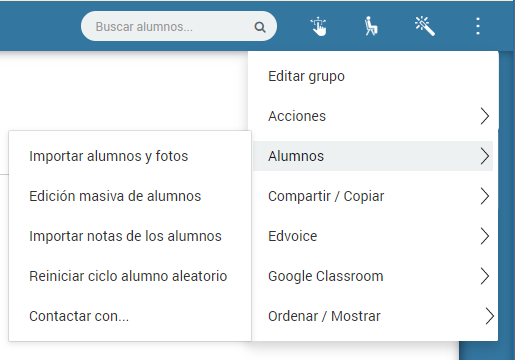 Buscar alumnos...
Editar grupo
Acciones
Alumnos
Compartir / Copiar
Edvoice
Google Classroom
Ordenar / Mostrar
Importar alumnos y fotos
Edición masiva de alumnos
Importar notas de los alumnos
Reiniciar ciclo alumno aleatorio
Contactar con...